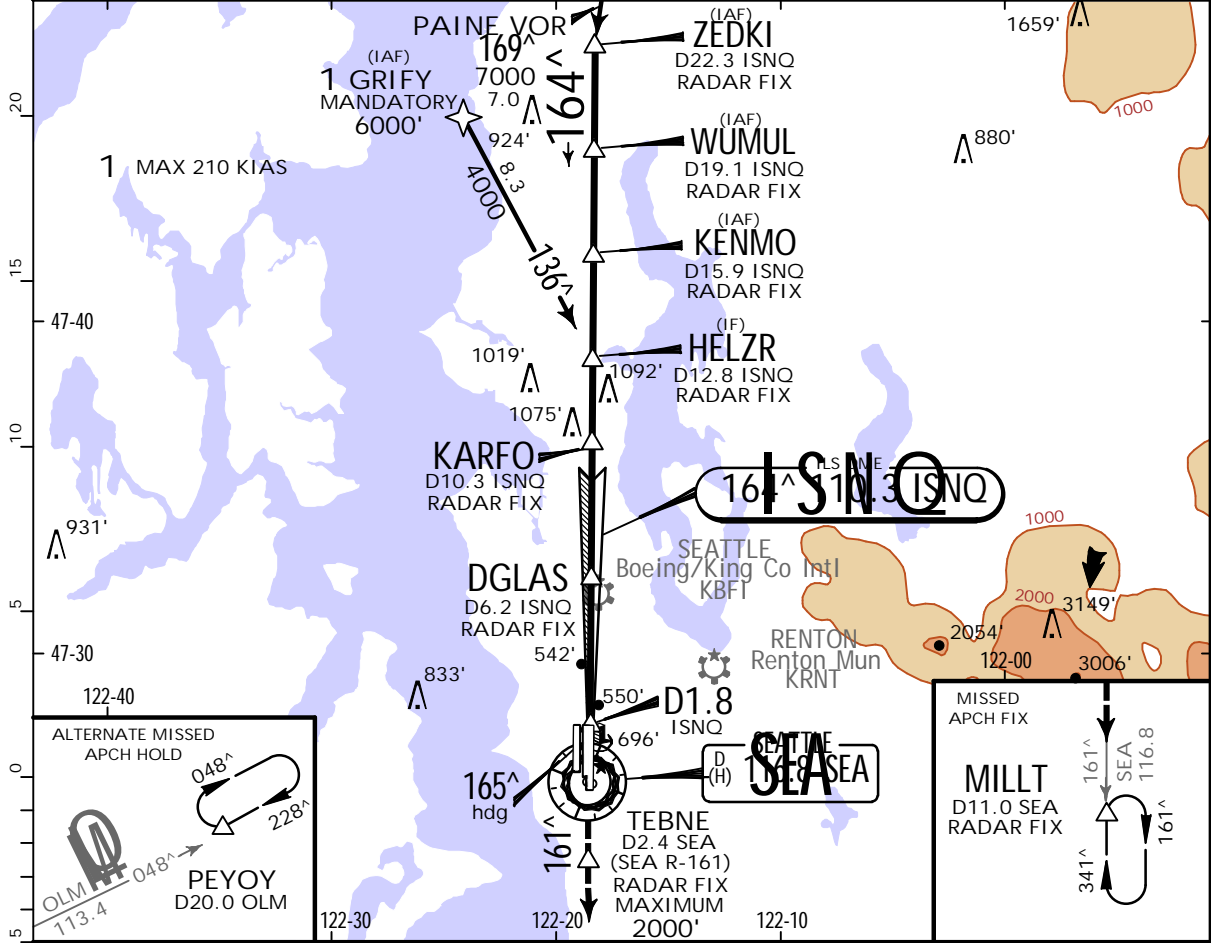 PAINE VOR
169^
7000
7.0
164^
(IAF)
1 GRIFY
MANDATORY
6000'
924'
8.3
4000
136^
1 MAX 210 KIAS
(IAF)
ZEDKI
D22.3 ISNQ
RADAR FIX
(IAF)
WUMUL
D19.1 ISNQ
RADAR FIX
(IAF)
KENMO
D15.9 ISNQ
RADAR FIX
(IF)
HELZR
D12.8 ISNQ
RADAR FIX
1659'
1000
880'
20
15
47-40
10
5
47-30
0
5
1019'
1092'
1075'
KARFO
D10.3 ISNQ
RADAR FIX
ILS DME
164^ 110.3 ISNQ
ISNQ
931'
SEATTLE
Boeing/King Co Intl
KBFI
DGLAS
D6.2 ISNQ
RADAR FIX
542'
RENTON
Renton Mun
KRNT
1000
2000
3149'
2054'
122-00
3006'
833'
122-40
550'
D1.8
ISNQ
696'
SEATTLE
D
(H)
116.8 SEA
SEA
165^
hdg
161^
TEBNE
D2.4 SEA
(SEA R-161)
RADAR FIX
MAXIMUM
2000'
122-30
122-20
122-10
ALTERNATE MISSED
APCH HOLD
048^
228^
OLM
113.4
048^
PEYOY
D20.0 OLM
MISSED
APCH FIX
161^
SEA
116.8
MILLT
D11.0 SEA
RADAR FIX
161^
341^